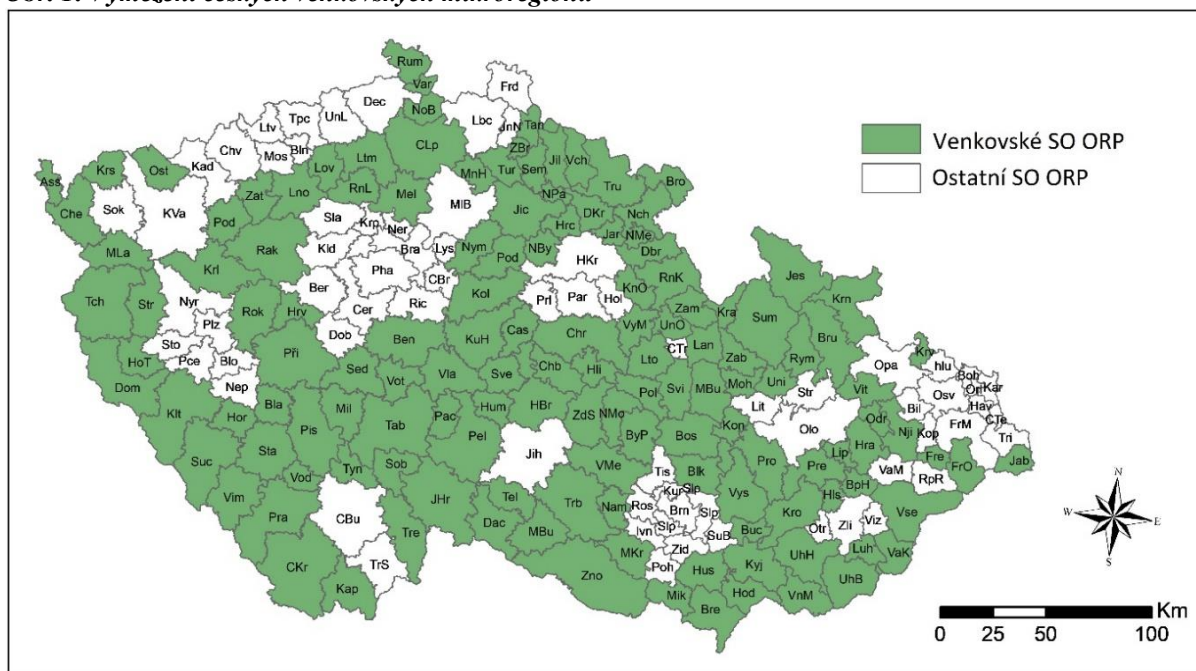 Rum
Var
Frd
Dec
NoB
Lbc
UnL
Tpc
Ltv
JnN
Tan
CLp
ZBr
Chv
Mos
Bln
Ltm
Jil
Vch
Kad
Lov
MnH
Tur
Sem
Tru
Bro
Krs
Ost
Ass
Zat
Lno
RnL
Mel
NPa
MlB
Sok
KVa
Che
Pod
Sla
Krp
Ner
Jic
DKr
Nch
Hrc
Jar
NMe
Rak
Kld
Bra
Lys
Nym
Pod
NBy
HKr
Dbr
MLa
Krl
Pha
CBr
RnK
Jes
Tch
Str
Nyr
Ber
Cer
Ric
Kol
Prl
Par
Hol
KnO
Zam
Krn
Plz
Rok
Hrv
Dob
Ben
KuH
Cas
Chr
VyM
UnO
Kra
Sum
Bru
Sto
Pce
Blo
Pří
Sed
CTr
Lan
Rym
HoT
Nep
Vot
Vla
Sve
Chb
Hli
Lto
Zab
Opa
Krv
hlu
Boh
Kar
Dom
Klt
Hor
Bla
Mil
Tab
Pac
Hum
HBr
ZdS
NMo
Pol
Svi
MBu
Moh
Uni
Str
Vit
Orl
Osv
Hav
Bil
CTe
Pis
Pel
ByP
Bos
Kon
Lit
Olo
Odr
Nji
Kop
FrM
Tri
Suc
Sta
Vod
Tyn
Sob
Jih
VMe
Tis
Blk
Pro
Pre
Lip
Hra
Fre
FrO
Jab
VaM
RpR
Vim
Pra
CBu
JHr
Tel
Trb
Nam
Ros
Kur
Slp
Brn
Slp
Vys
Hls
BpH
Kro
Tre
Dac
MBu
Ivn
Slp
SuB
Buc
Otr
Zli
Viz
Vse
TrS
CKr
Kap
Zno
MKr
Zid
Poh
Hus
Kyj
UhH
Luh
VaK
Mik
Bre
Hod
VnM
UhB
Venkovské SO ORP
Ostatní SO ORP
N
W
E
S
Km
0 25 50 100